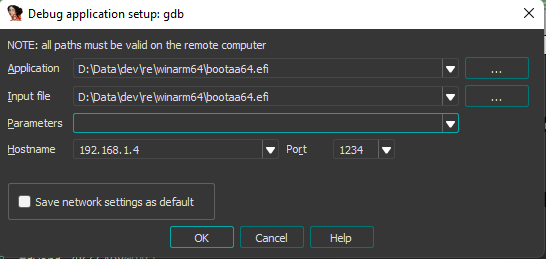 Debug application setup: gdb
NOTE: all paths must be valid on the remote computer
Application D:\Data\dev\re\winarm64\bootaa64.efi ...
Input file D:\Data\dev\re\winarm64\bootaa64.efi ...
Parameters
Hostname 192.168.1.4 Port 1234
Save network settings as default
OK Cancel Help